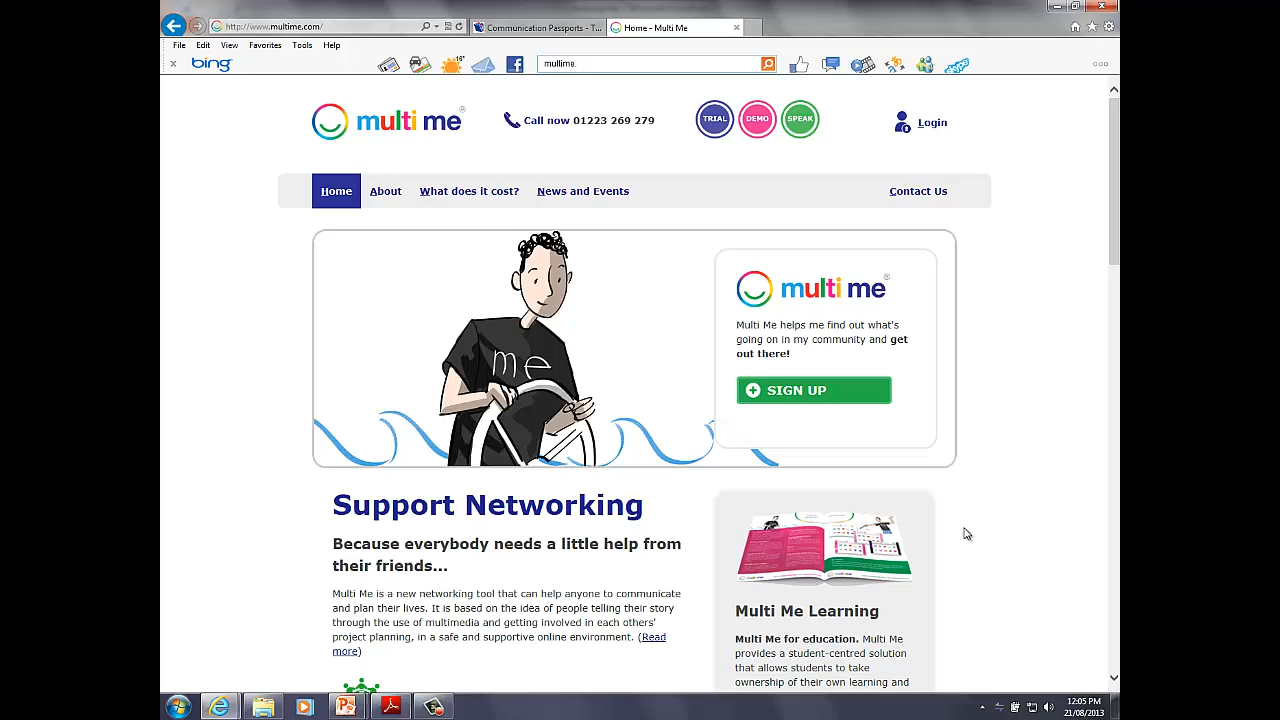 http://www.multime.com/
Communication Passports - T...
Home - Multi Me
File Edit View Favorites Tools Help
bing
16°
multime.
skype
multi me®
Call now 01223 269 279
TRIAL
DEMO
SPEAK
Login
Home
About
What does it cost?
News and Events
Contact Us
me
multi me®
Multi Me helps me find out what's
going on in my community and get
out there!
SIGN UP
Support Networking
Because everybody needs a little help from
their friends...
Multi Me is a new networking tool that can help anyone to communicate
and plan their lives. It is based on the idea of people telling their story
through the use of multimedia and getting involved in each others'
project planning, in a safe and supportive online environment. (Read
more)
multi me
Multi Me Learning
Multi Me for education. Multi Me
provides a student-centred solution
that allows students to take
ownership of their own learning and
12:05 PM
21/08/2013